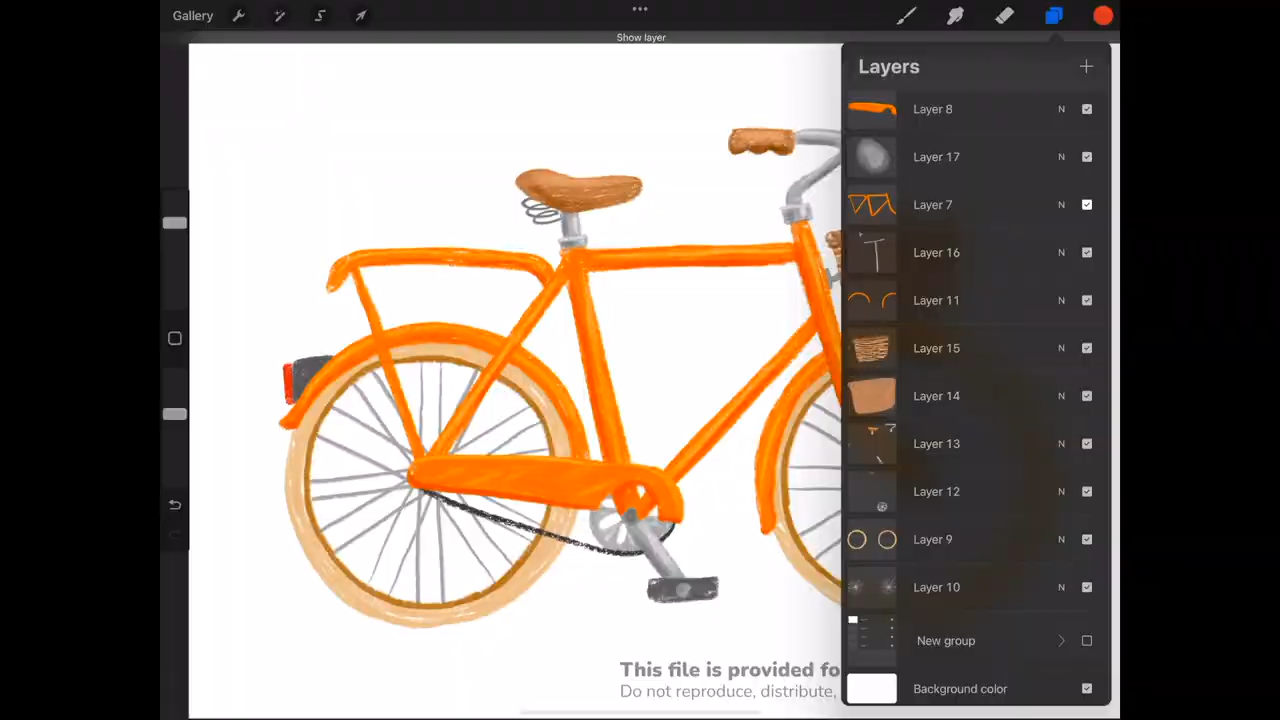 Gallery
Show layer
Layers
Layer 8 N
Layer 17 N
Layer 7 N
Layer 16 N
Layer 11 N
Layer 15 N
Layer 14 N
Layer 13 N
Layer 12 N
Layer 9 N
Layer 10 N
New group
Background color
This file is provided fo
Do not reproduce, distribute,